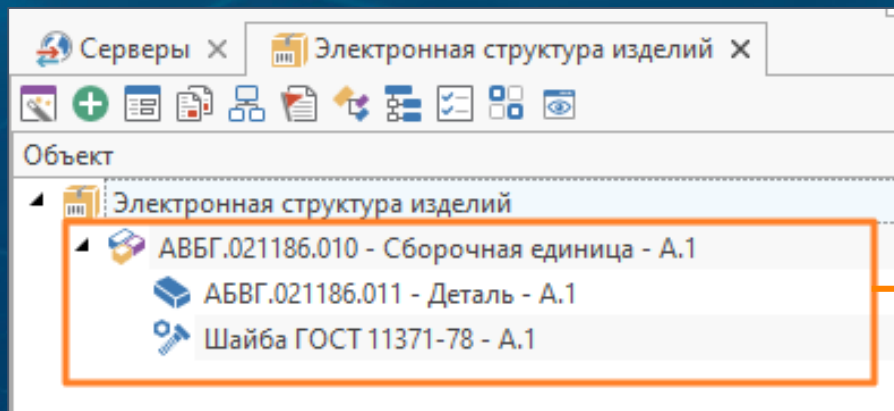 Серверы
Электронная структура изделий
Объект
Электронная структура изделий
АВБГ.021186.010 - Сборочная единица - А.1
АБВГ.021186.011 - Деталь - А.1
Шайба ГОСТ 11371-78 - А.1